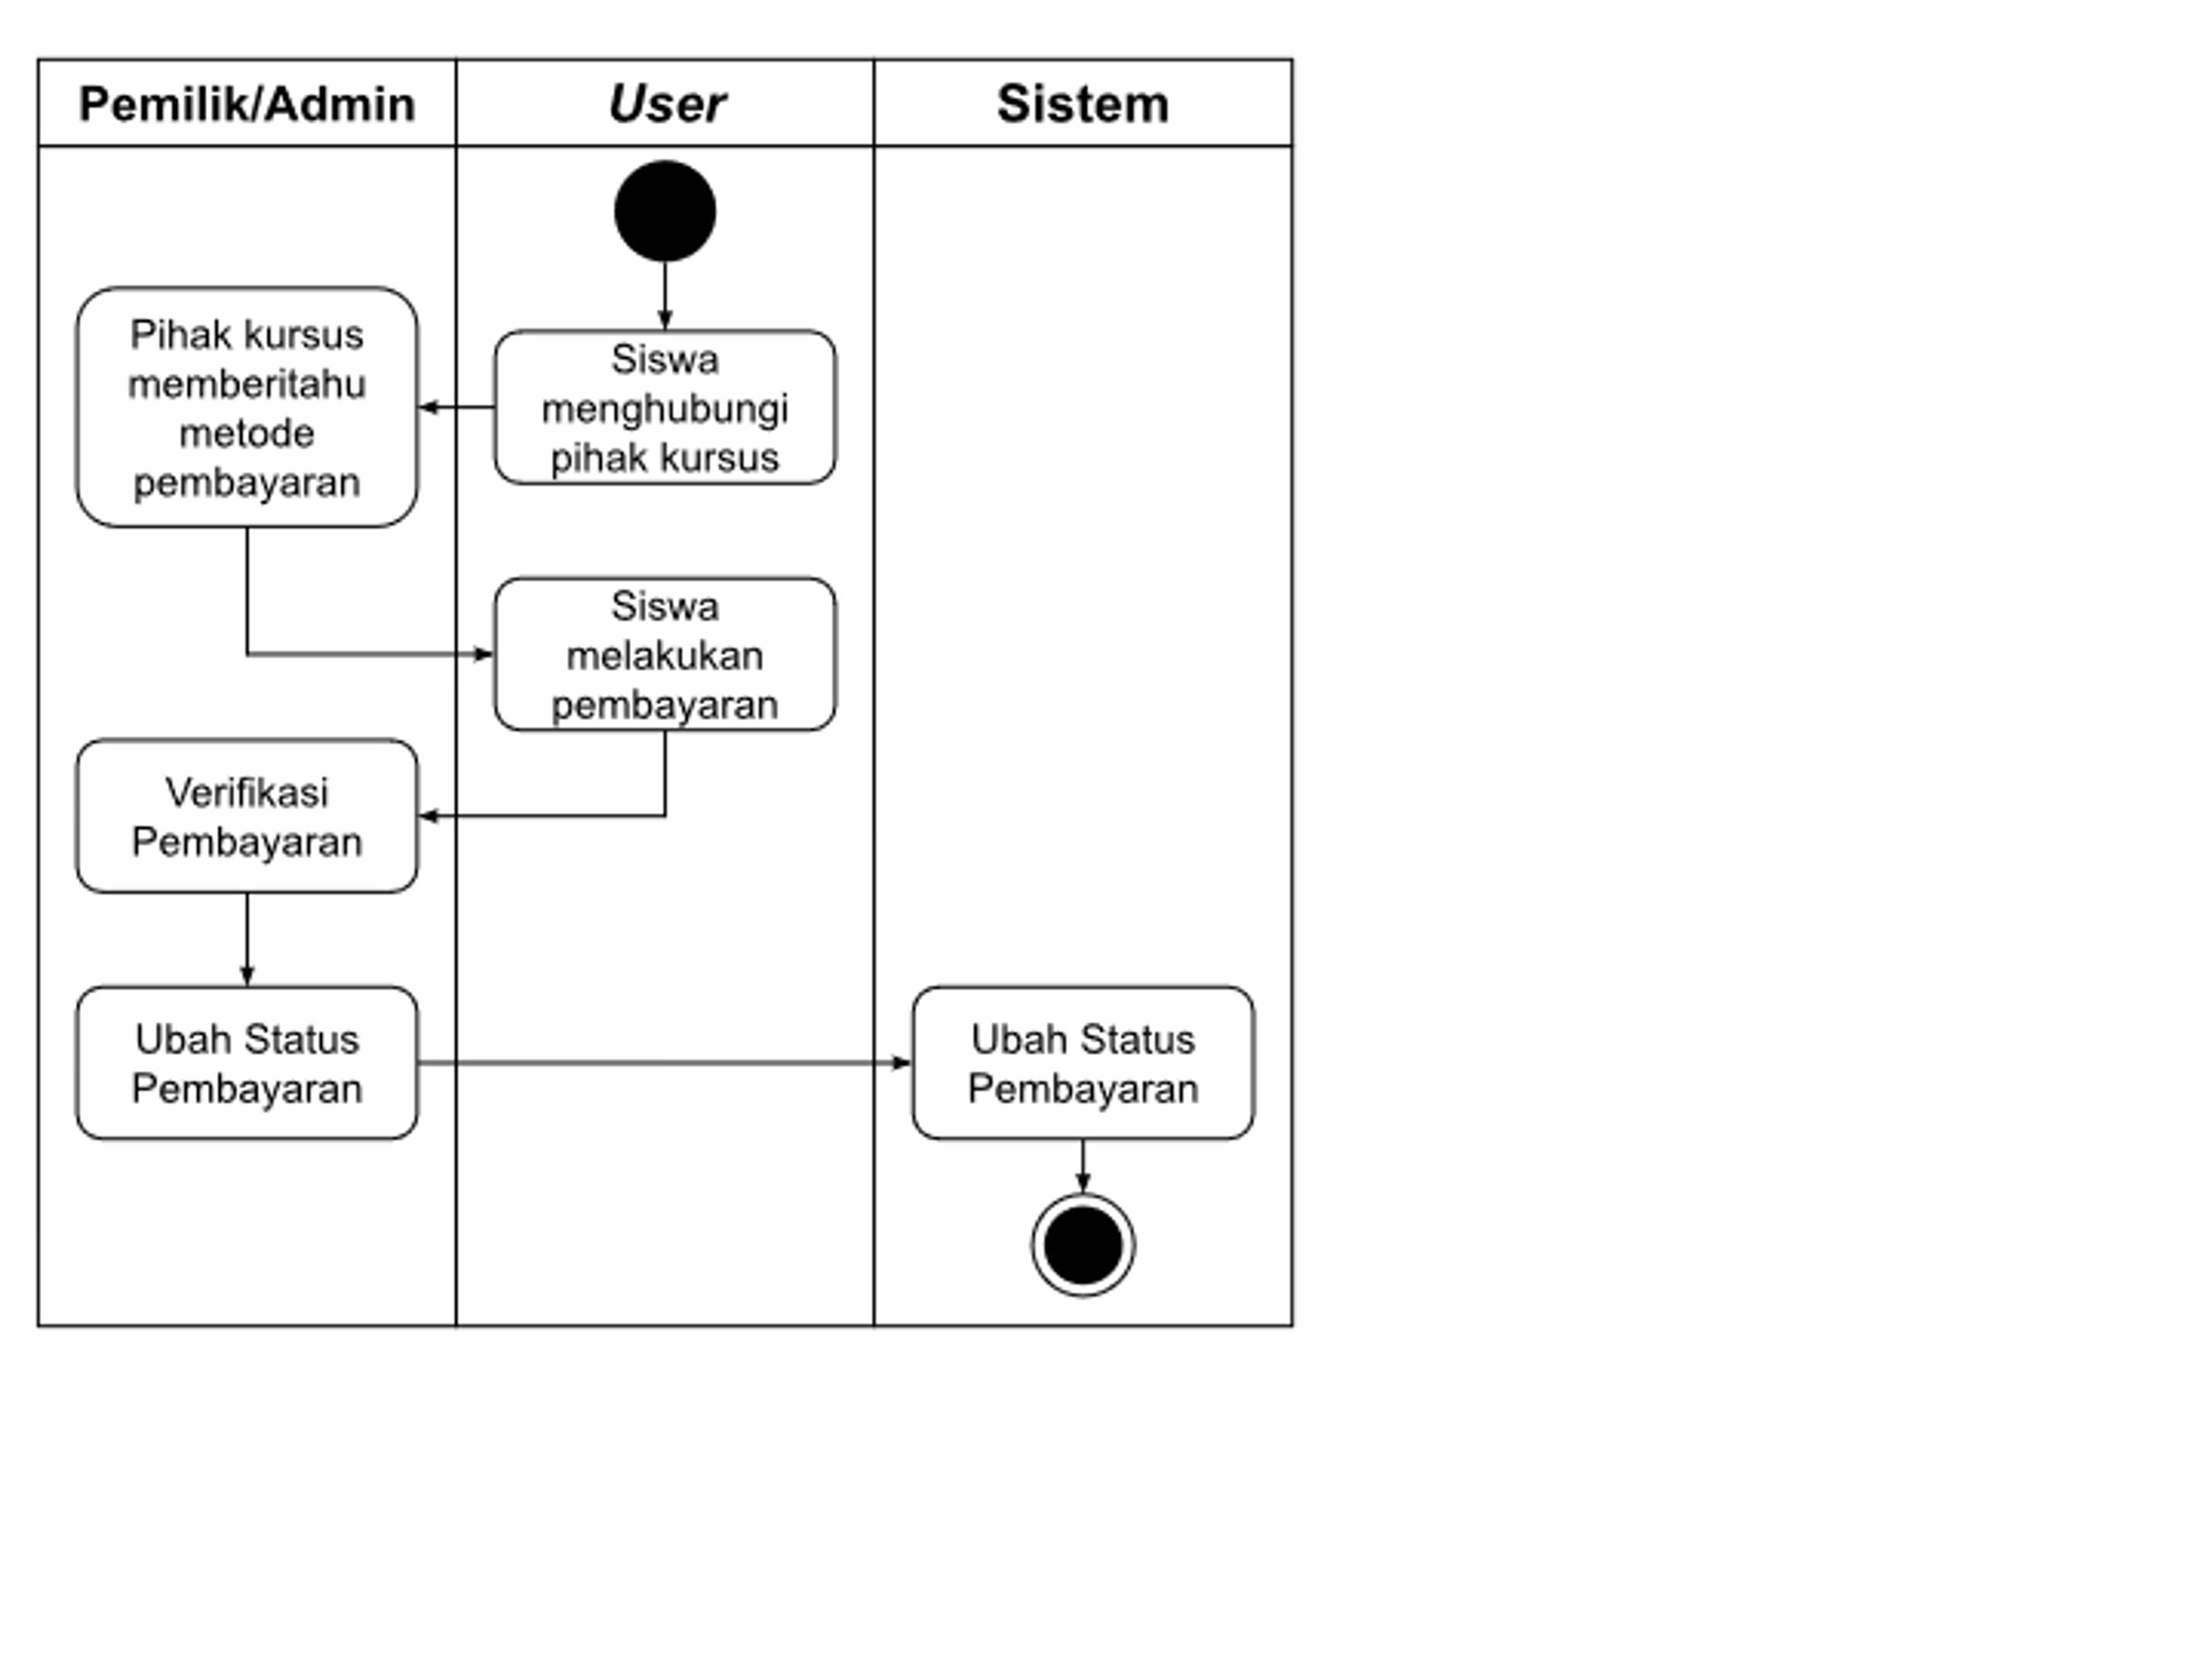 Pemilik/Admin
User
Sistem
Pihak kursus
memberitahu
metode
pembayaran
Siswa
menghubungi
pihak kursus
Siswa
melakukan
pembayaran
Verifikasi
Pembayaran
Ubah Status
Pembayaran
Ubah Status
Pembayaran